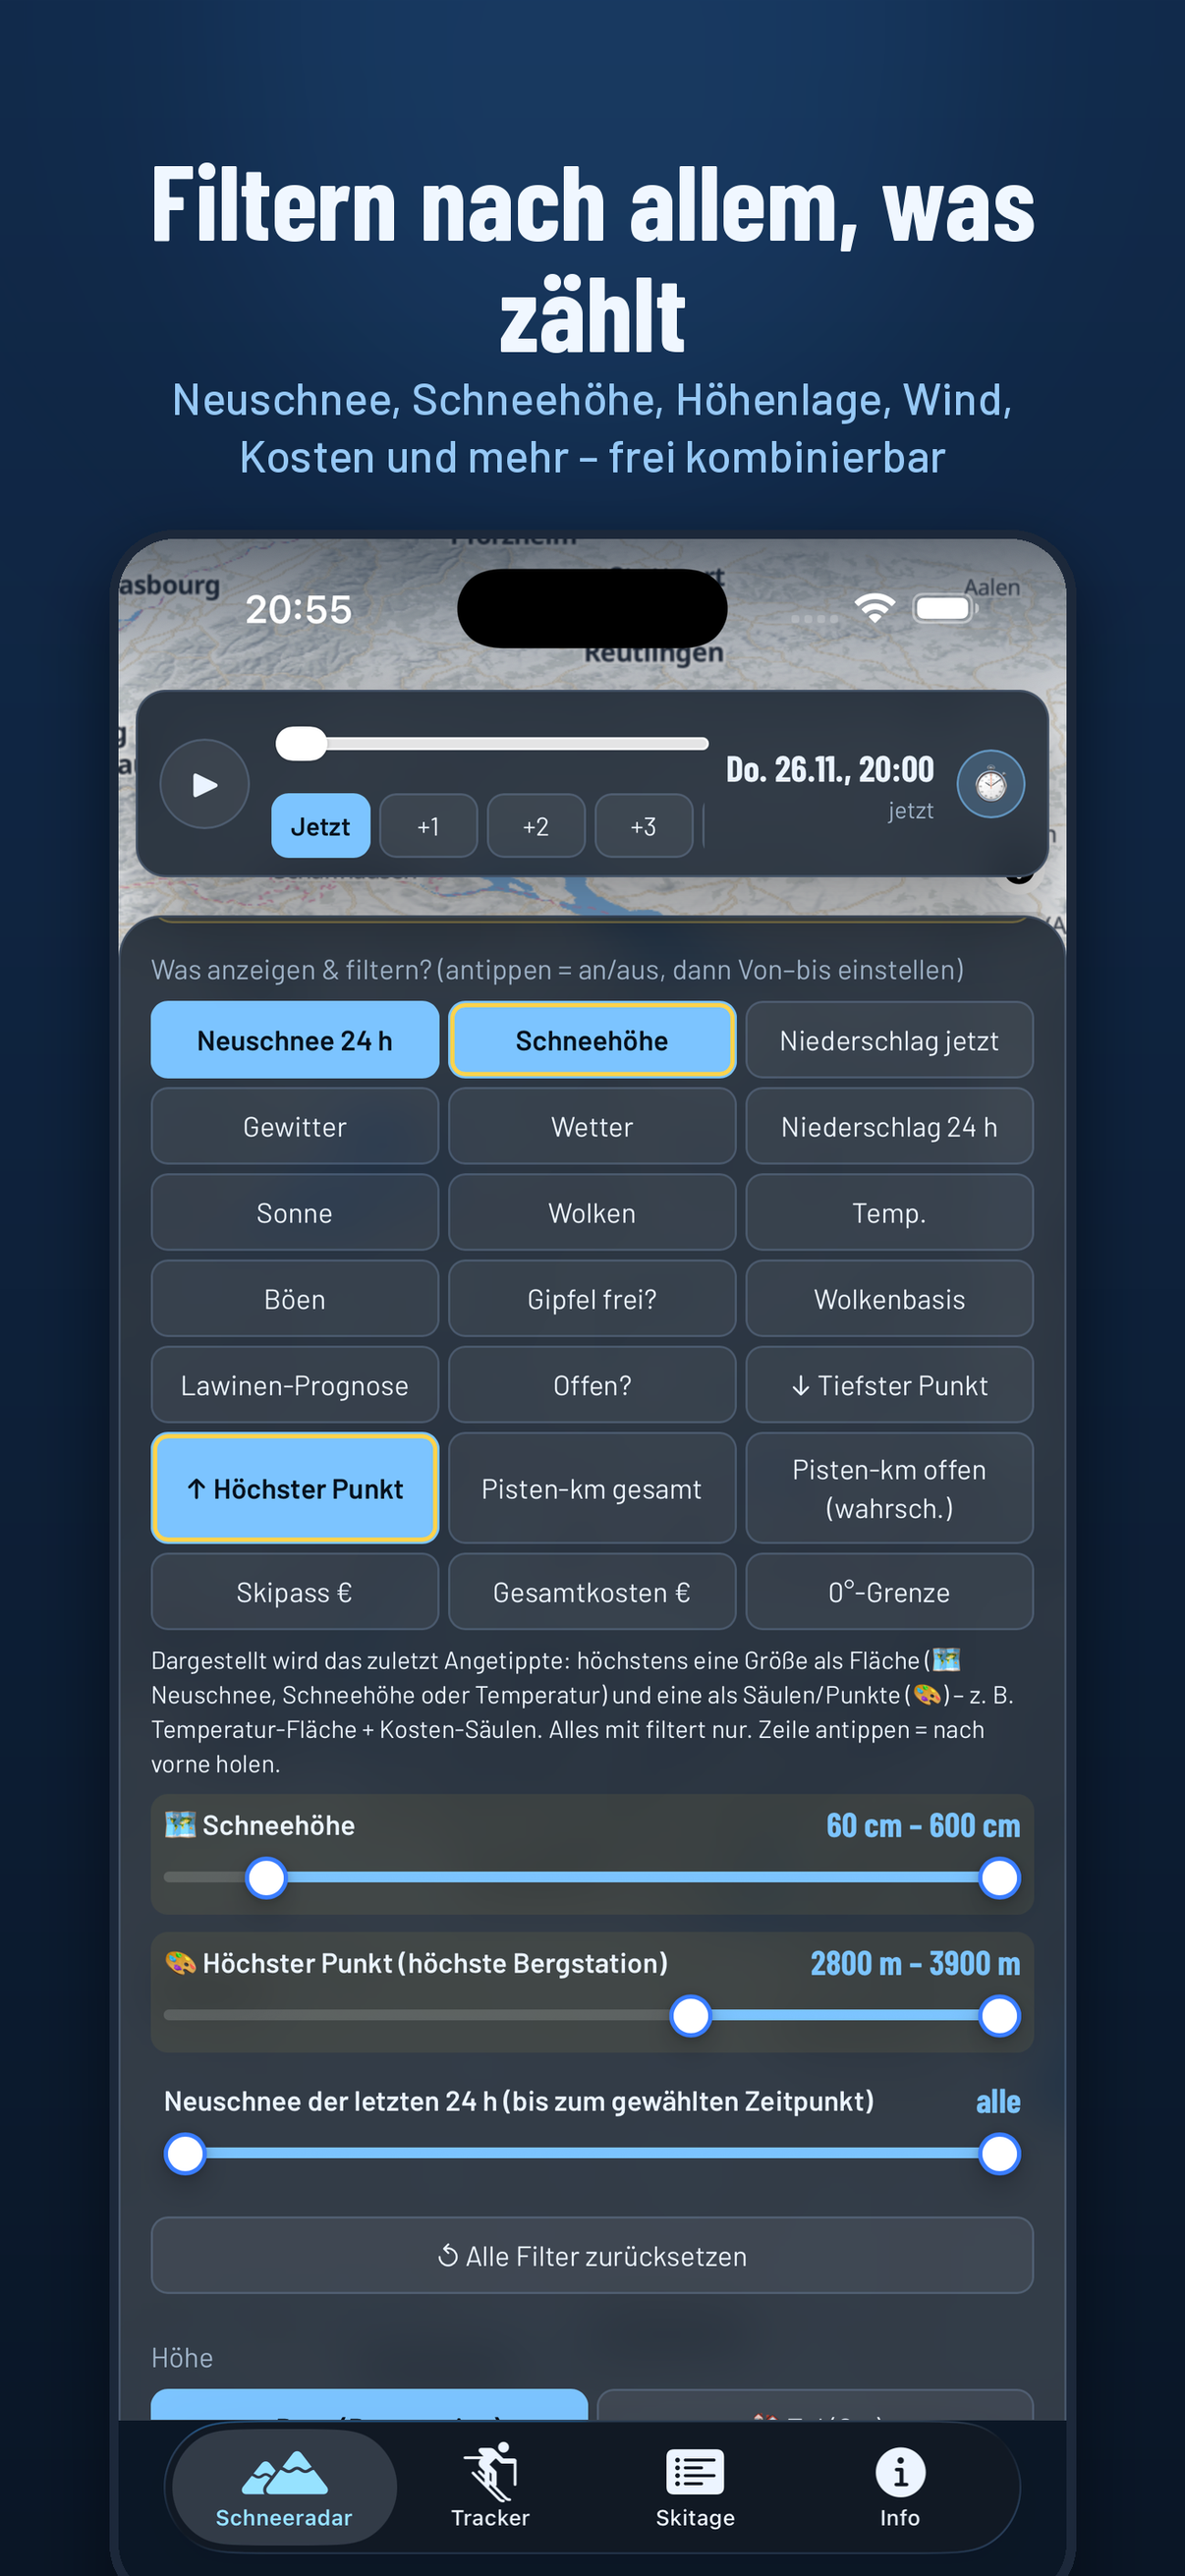 Filtern nach allem, was
zählt
Neuschnee, Schneehöhe, Höhenlage, Wind,
Kosten und mehr – frei kombinierbar
asbourg
20:55
Aalen
Reutlingen
Do. 26.11., 20:00
jetzt
Jetzt
+1
+2
+3
Was anzeigen & filtern? (antippen = an/aus, dann Von–bis einstellen)
Neuschnee 24 h
Schneehöhe
Niederschlag jetzt
Gewitter
Wetter
Niederschlag 24 h
Sonne
Wolken
Temp.
Böen
Gipfel frei?
Wolkenbasis
Lawinen-Prognose
Offen?
↓ Tiefster Punkt
↑ Höchster Punkt
Pisten-km gesamt
Pisten-km offen
(wahrsch.)
Skipass €
Gesamtkosten €
0°-Grenze
Dargestellt wird das zuletzt Angetippte: höchstens eine Größe als Fläche (🗺️
Neuschnee, Schneehöhe oder Temperatur) und eine als Säulen/Punkte (🎨) – z. B.
Temperatur-Fläche + Kosten-Säulen. Alles mit filtert nur. Zeile antippen = nach
vorne holen.
🗺️ Schneehöhe
60 cm – 600 cm
🎨 Höchster Punkt (höchste Bergstation)
2800 m – 3900 m
Neuschnee der letzten 24 h (bis zum gewählten Zeitpunkt)
alle
↺ Alle Filter zurücksetzen
Höhe
Schneeradar
Tracker
Skitage
Info